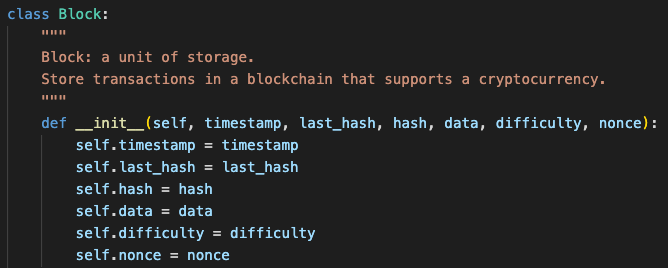 class Block:
    """
    Block: a unit of storage.
    Store transactions in a blockchain that supports a cryptocurrency.
    """
    def __init__(self, timestamp, last_hash, hash, data, difficulty, nonce):
        self.timestamp = timestamp
        self.last_hash = last_hash
        self.hash = hash
        self.data = data
        self.difficulty = difficulty
        self.nonce = nonce